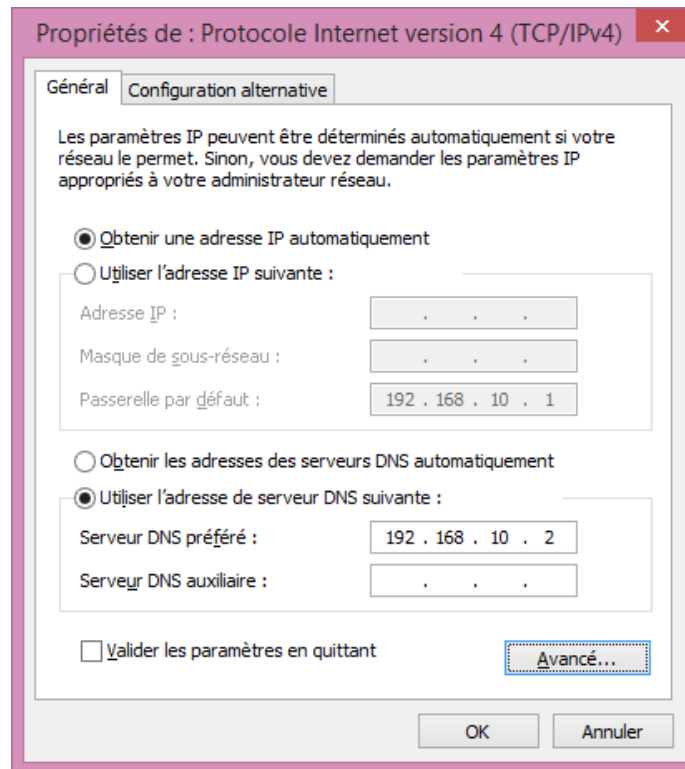 Propriétés de : Protocole Internet version 4 (TCP/IPv4)
Général Configuration alternative
Les paramètres IP peuvent être déterminés automatiquement si votre
réseau le permet. Sinon, vous devez demander les paramètres IP
appropriés à votre administrateur réseau.
Obtenir une adresse IP automatiquement
Utiliser l'adresse IP suivante :
Adresse IP : . . .
Masque de sous-réseau : . . .
Passerelle par défaut : 192 . 168 . 10 . 1
Obtenir les adresses des serveurs DNS automatiquement
Utiliser l'adresse de serveur DNS suivante :
Serveur DNS préféré : 192 . 168 . 10 . 2
Serveur DNS auxiliaire : . . .
Valider les paramètres en quittant
Avancé...
OK Annuler